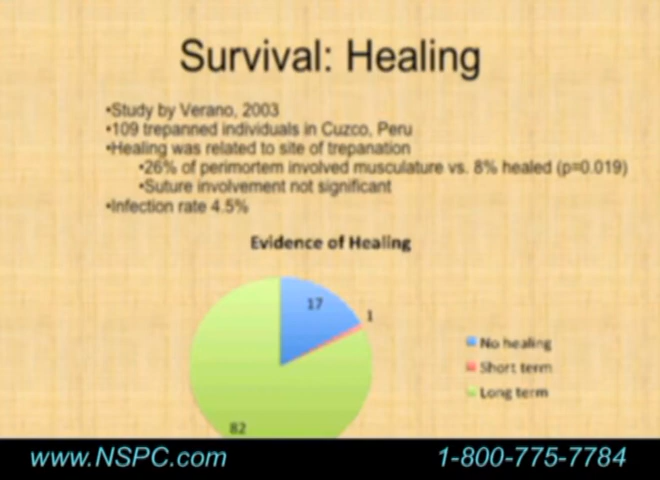 Survival: Healing
•Study by Verano, 2003
•109 trepanned individuals in Cuzco, Peru
•Healing was related to site of trepanation
•26% of perimortem involved musculature vs. 8% healed (p=0.019)
•Suture involvement not significant
•Infection rate 4.5%
Evidence of Healing
17
1
No healing
Short term
Long term
82
www.NSPC.com 1-800-775-7784